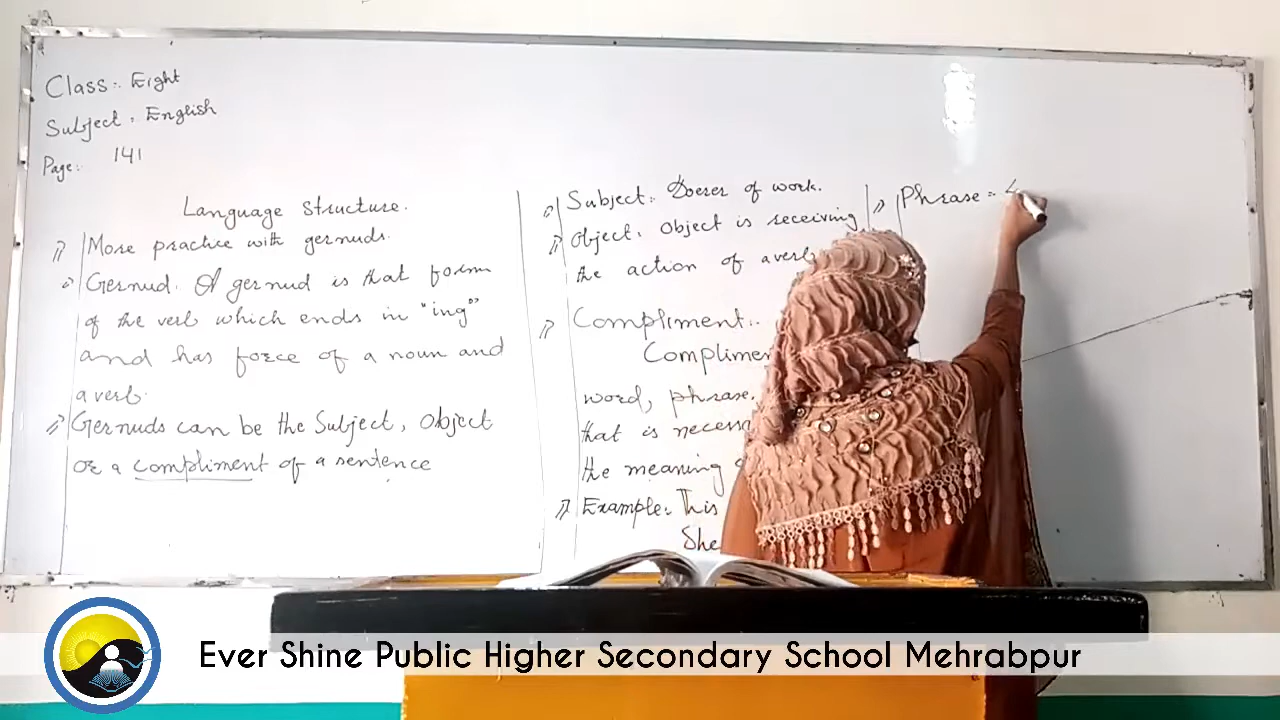 Class:. Eight
Subject, English
Page:. 141
Language Structure.
More practice with gernuds.
Gernud. A gernud is that form
of the verb which ends in "ing"
and has force of a noun and
a verb.
Gernuds can be the Subject, Object
or a compliment of a sentence
Subject:. Doerer of work.
Object. Object is receiving
the action of a verb
Compliment:.
Complimen
word, phrase,
that is necess
the meaning
Example. This
She
Phrase:.
Ever Shine Public Higher Secondary School Mehrabpur